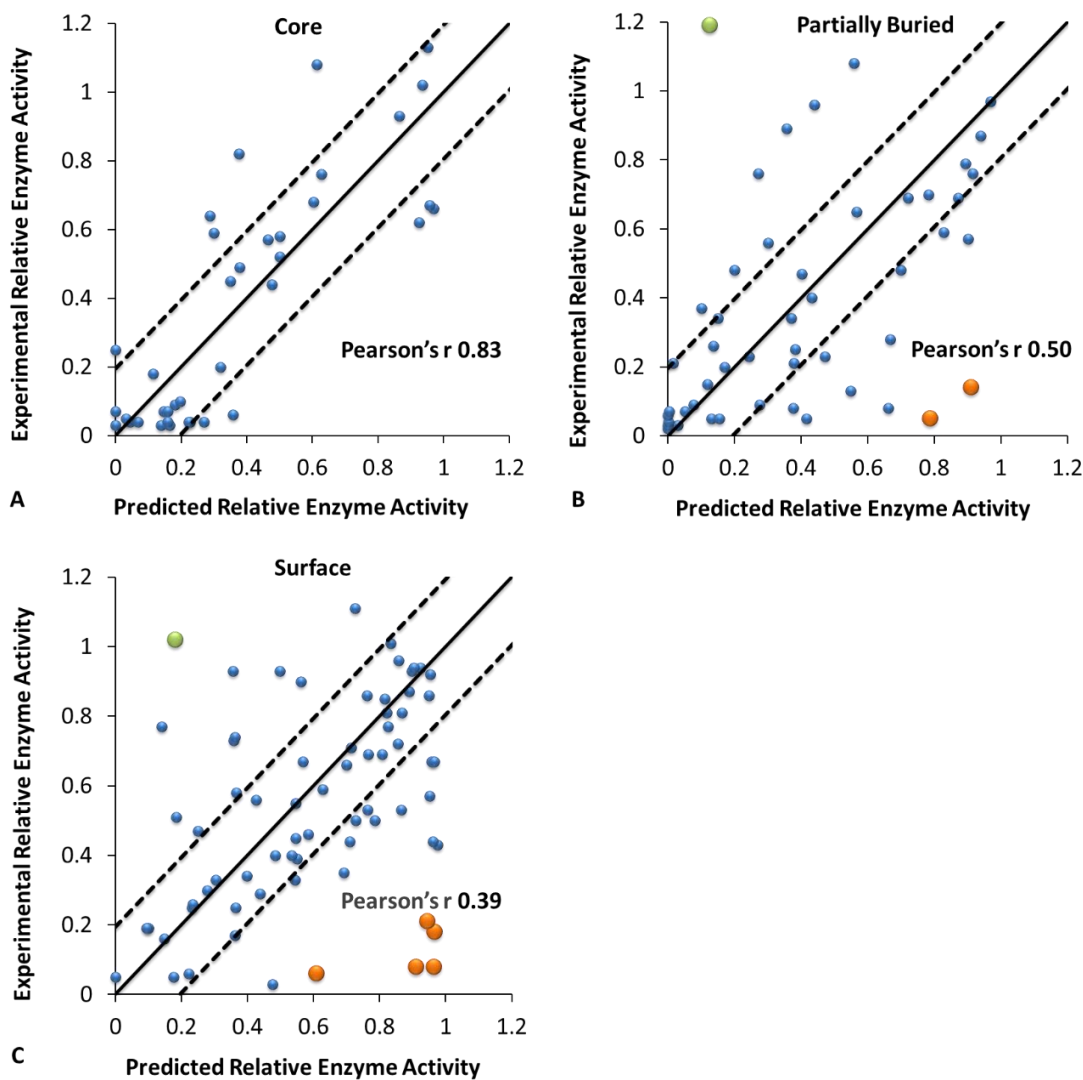 Core
Experimental Relative Enzyme Activity
1.2
1
0.8
0.6
0.4
0.2
0
Pearson's r 0.83
0 0.2 0.4 0.6 0.8 1 1.2
A
Predicted Relative Enzyme Activity
Partially Buried
Experimental Relative Enzyme Activity
1.2
1
0.8
0.6
0.4
0.2
0
Pearson's r 0.50
0 0.2 0.4 0.6 0.8 1 1.2
B
Predicted Relative Enzyme Activity
Surface
Experimental Relative Enzyme Activity
1.2
1
0.8
0.6
0.4
0.2
0
Pearson's r 0.39
0 0.2 0.4 0.6 0.8 1 1.2
C
Predicted Relative Enzyme Activity